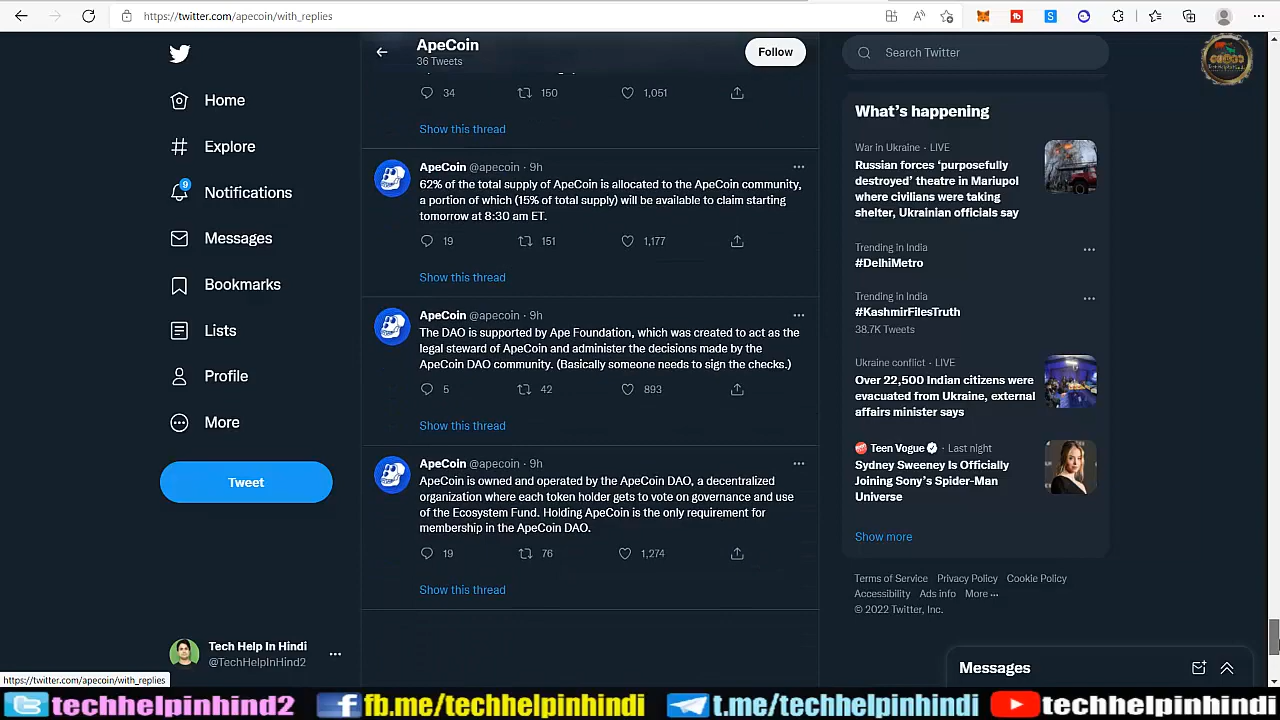 https://twitter.com/apecoin/with_replies
ApeCoin
36 Tweets
Follow
Search Twitter
Home
Explore
9
Notifications
Messages
Bookmarks
Lists
Profile
More
Tweet
Tech Help In Hindi
@TechHelpInHind2
https://twitter.com/apecoin/with_replies
34 150 1,051
Show this thread
ApeCoin @apecoin · 9h
62% of the total supply of ApeCoin is allocated to the ApeCoin community,
a portion of which (15% of total supply) will be available to claim starting
tomorrow at 8:30 am ET.
19 151 1,177
Show this thread
ApeCoin @apecoin · 9h
The DAO is supported by Ape Foundation, which was created to act as the
legal steward of ApeCoin and administer the decisions made by the
ApeCoin DAO community. (Basically someone needs to sign the checks.)
5 42 893
Show this thread
ApeCoin @apecoin · 9h
ApeCoin is owned and operated by the ApeCoin DAO, a decentralized
organization where each token holder gets to vote on governance and use
of the Ecosystem Fund. Holding ApeCoin is the only requirement for
membership in the ApeCoin DAO.
19 76 1,274
Show this thread
What's happening
War in Ukraine · LIVE
Russian forces 'purposefully
destroyed' theatre in Mariupol
where civilians were taking
shelter, Ukrainian officials say
Trending in India
#DelhiMetro
Trending in India
#KashmirFilesTruth
38.7K Tweets
Ukraine conflict · LIVE
Over 22,500 Indian citizens were
evacuated from Ukraine, external
affairs minister says
Teen Vogue · Last night
Sydney Sweeney Is Officially
Joining Sony's Spider-Man
Universe
Show more
Terms of Service Privacy Policy Cookie Policy
Accessibility Ads info More ···
© 2022 Twitter, Inc.
Messages
techhelpinhind2 fb.me/techhelpinhindi t.me/techhelpinhindi techhelpinhindi